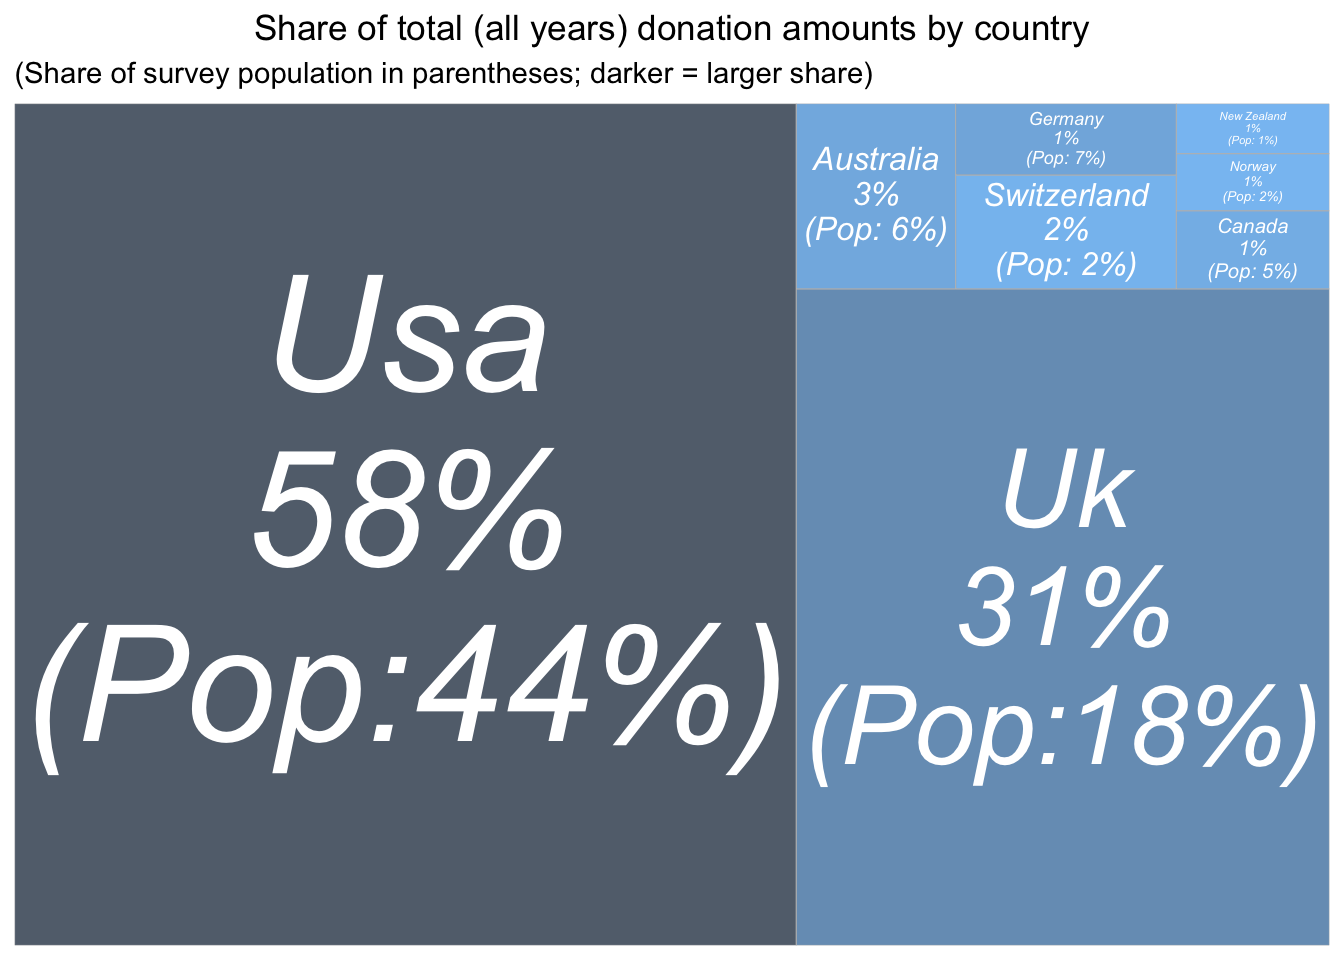 Share of total (all years) donation amounts by country
(Share of survey population in parentheses; darker = larger share)
Usa
58%
(Pop:44%)
Australia
3%
(Pop: 6%)
Germany
1%
(Pop: 7%)
Switzerland
2%
(Pop: 2%)
New Zealand
1%
(Pop: 1%)
Norway
1%
(Pop: 2%)
Canada
1%
(Pop: 5%)
Uk
31%
(Pop:18%)